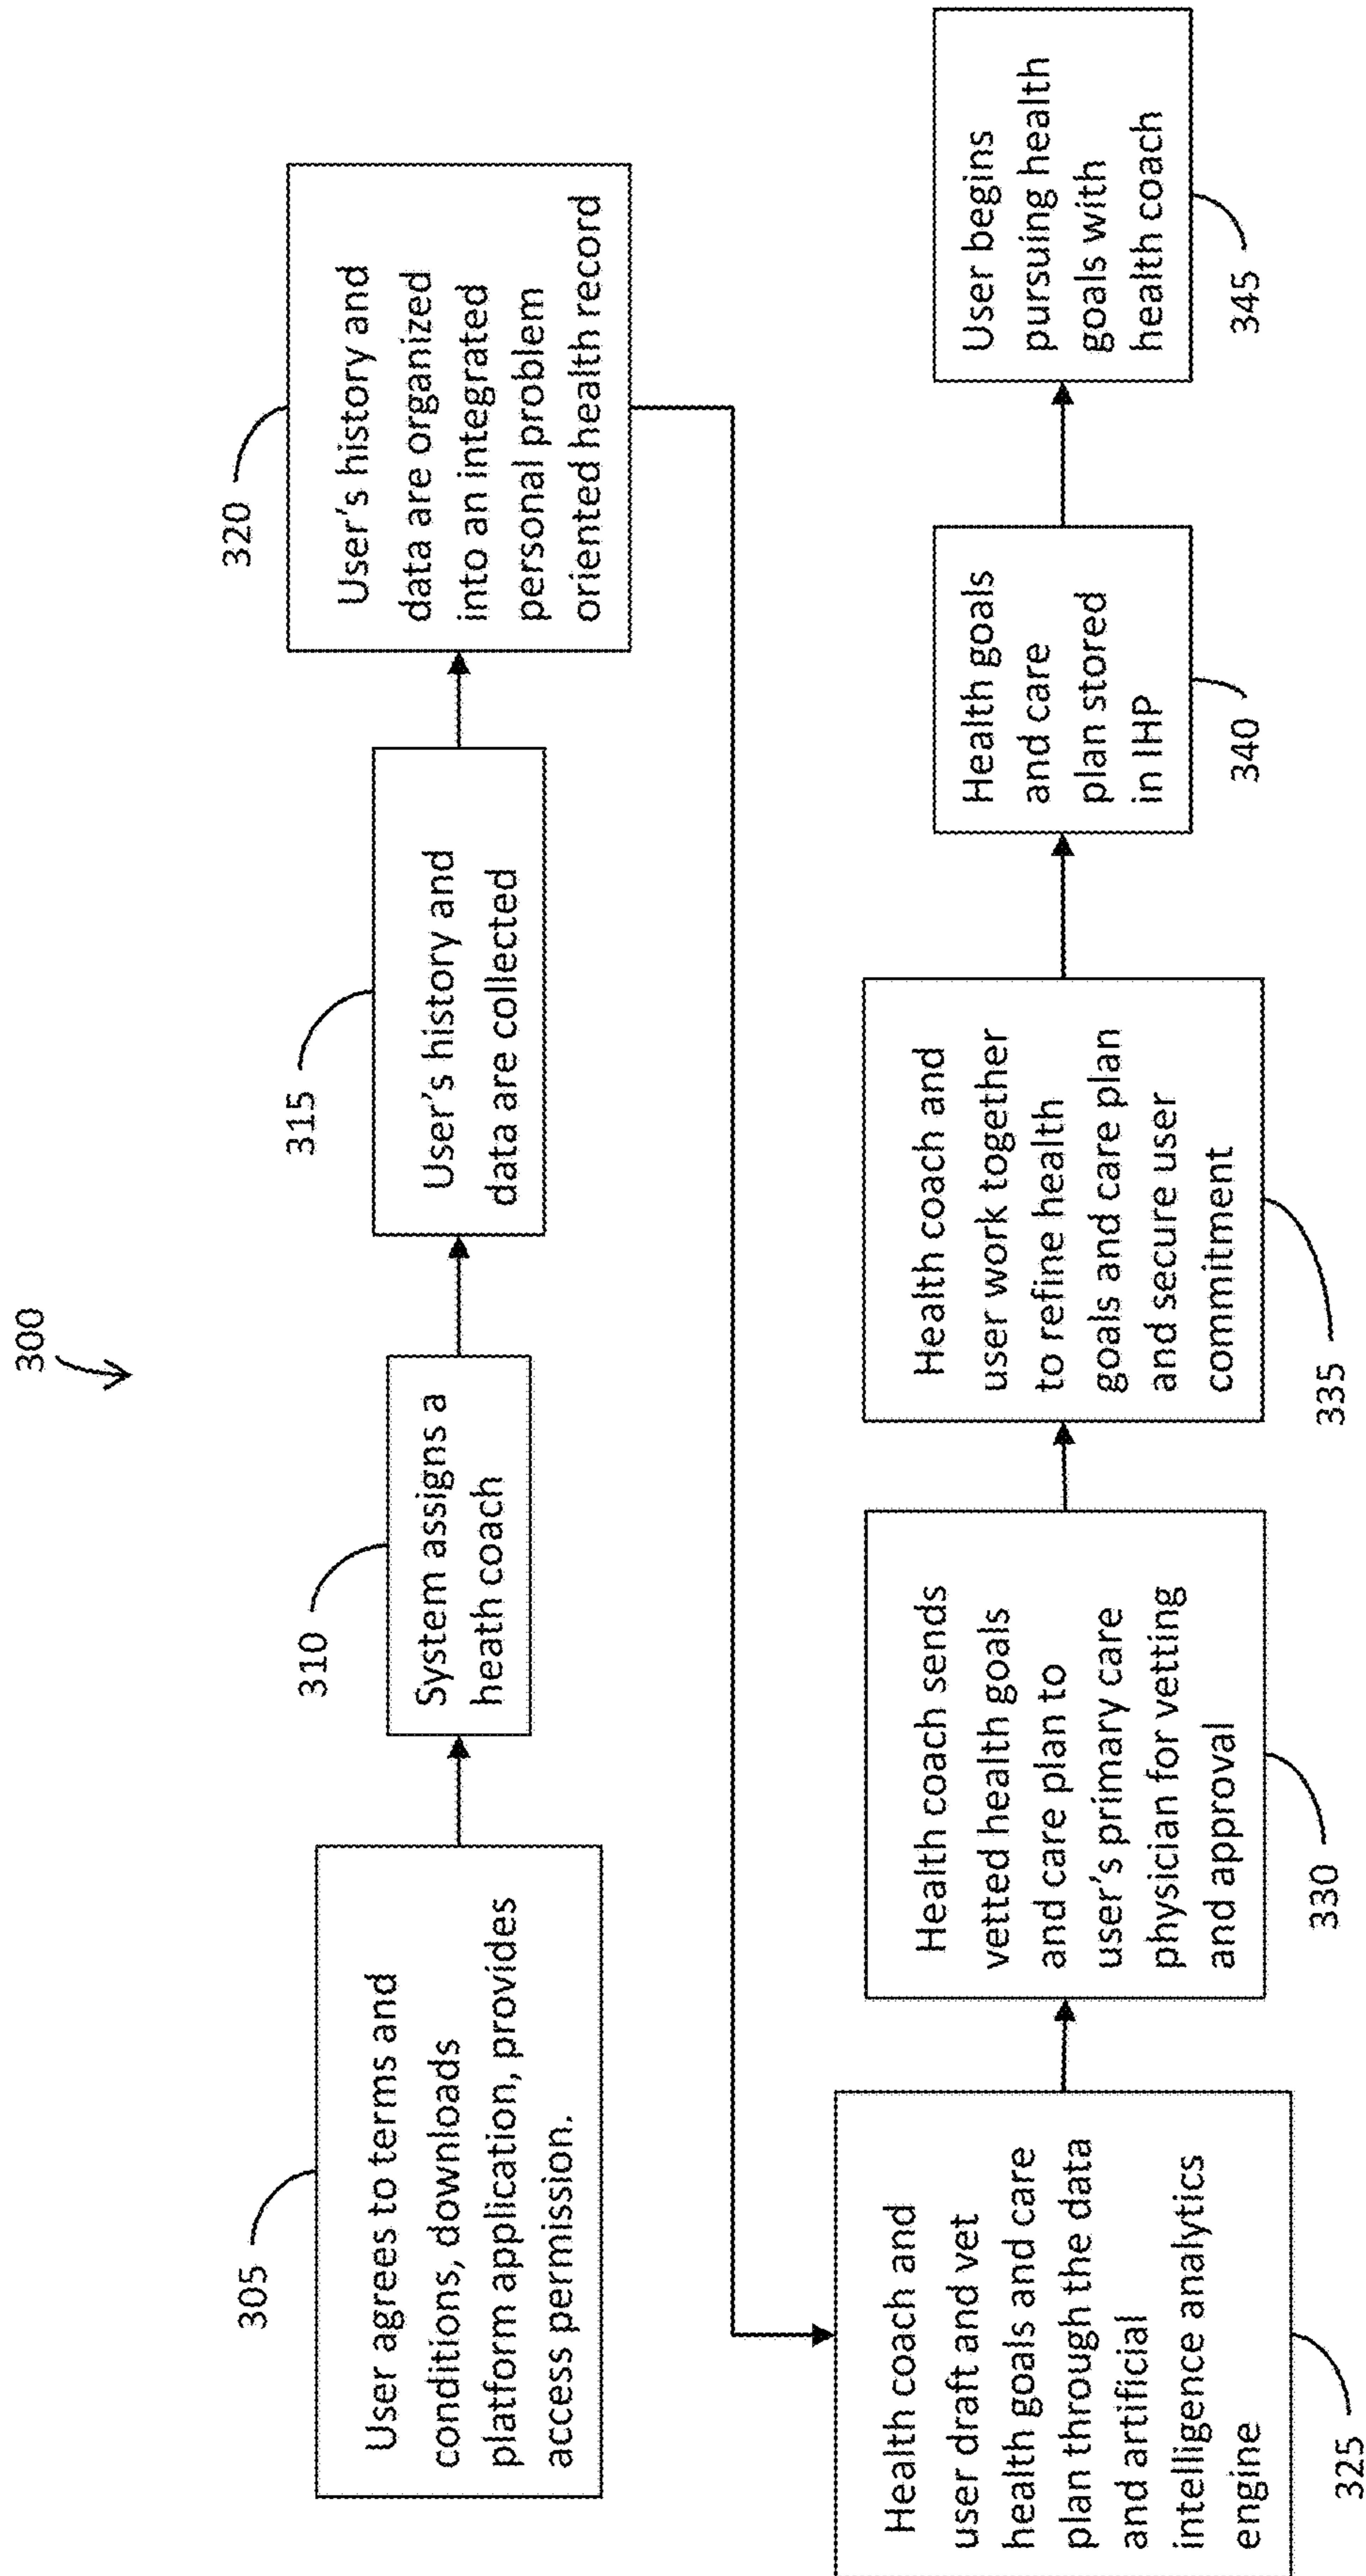 300
305
User agrees to terms and
conditions, downloads
platform application, provides
access permission.
310
System assigns a
heath coach
315
User's history and
data are collected
320
User's history and
data are organized
into an integrated
personal problem
oriented health record
Health coach and
user draft and vet
health goals and care
plan through the data
and artificial
intelligence analytics
engine
325
Health coach sends
vetted health goals
and care plan to
user's primary care
physician for vetting
and approval
330
Health coach and
user work together
to refine health
goals and care plan
and secure user
commitment
335
Health goals
and care
plan stored
in IHP
340
User begins
pursuing health
goals with
health coach
345